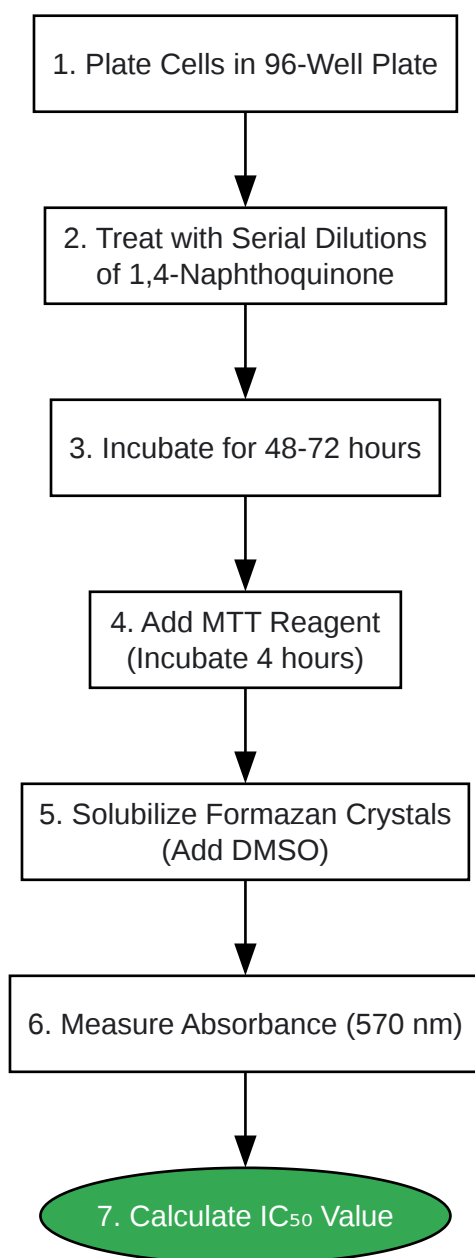 1. Plate Cells in 96-Well Plate
2. Treat with Serial Dilutions
of 1,4-Naphthoquinone
3. Incubate for 48-72 hours
4. Add MTT Reagent
(Incubate 4 hours)
5. Solubilize Formazan Crystals
(Add DMSO)
6. Measure Absorbance (570 nm)
7. Calculate IC₅₀ Value